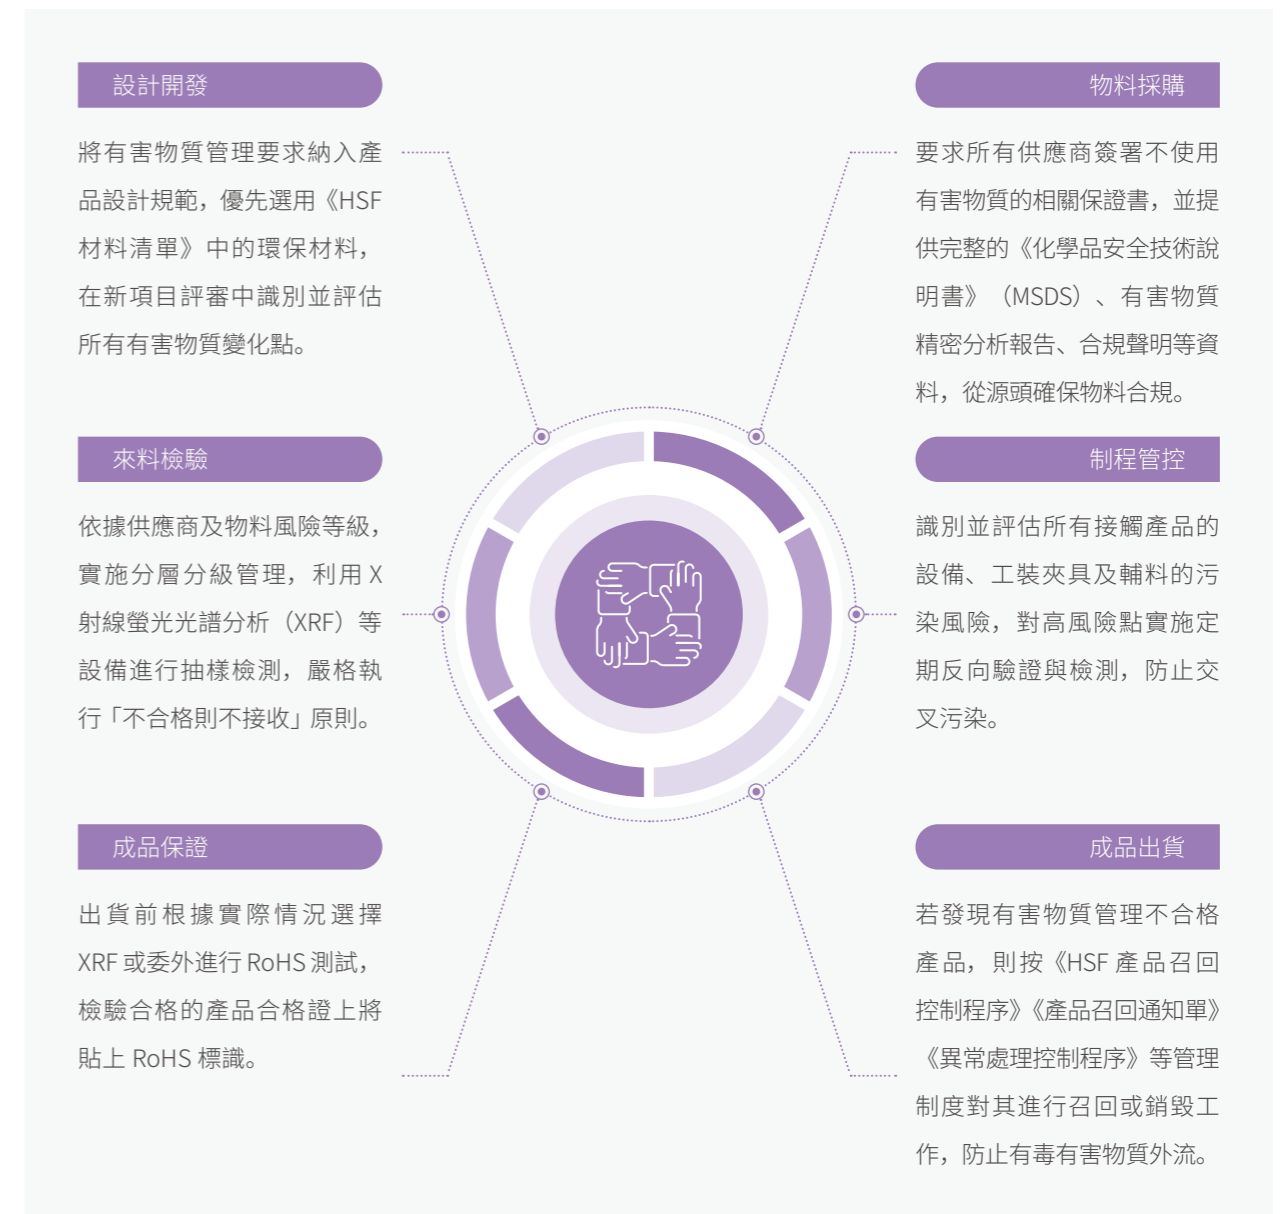 設計開發
將有害物質管理要求納入產
品設計規範，優先選用《HSF
材料清單》中的環保材料，
在新項目評審中識別並評估
所有有害物質變化點。
物料採購
要求所有供應商簽署不使用
有害物質的相關保證書，並提
供完整的《化學品安全技術說
明書》（MSDS）、有害物質
精密分析報告、合規聲明等資
料，從源頭確保物料合規。
來料檢驗
依據供應商及物料風險等級，
實施分層分級管理，利用 X
射線螢光光譜分析（XRF）等
設備進行抽樣檢測，嚴格執
行「不合格則不接收」原則。
制程管控
識別並評估所有接觸產品的
設備、工裝夾具及輔料的污
染風險，對高風險點實施定
期反向驗證與檢測，防止交
叉污染。
成品保證
出貨前根據實際情況選擇
XRF 或委外進行 RoHS 測試，
檢驗合格的產品合格證上將
貼上 RoHS 標識。
成品出貨
若發現有害物質管理不合格
產品，則按《HSF 產品召回
控制程序》《產品召回通知單》
《異常處理控制程序》等管理
制度對其進行召回或銷毀工
作，防止有毒有害物質外流。